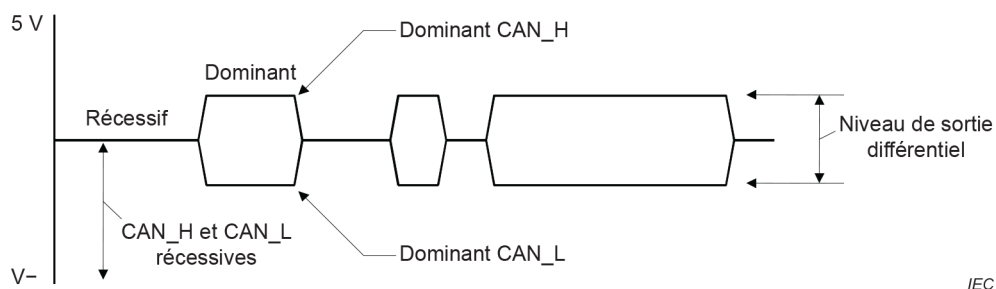 5 V
Dominant CAN_H
Dominant
Récessif
Niveau de sortie
différentiel
CAN_H et CAN_L
récessives
Dominant CAN_L
V−
IEC